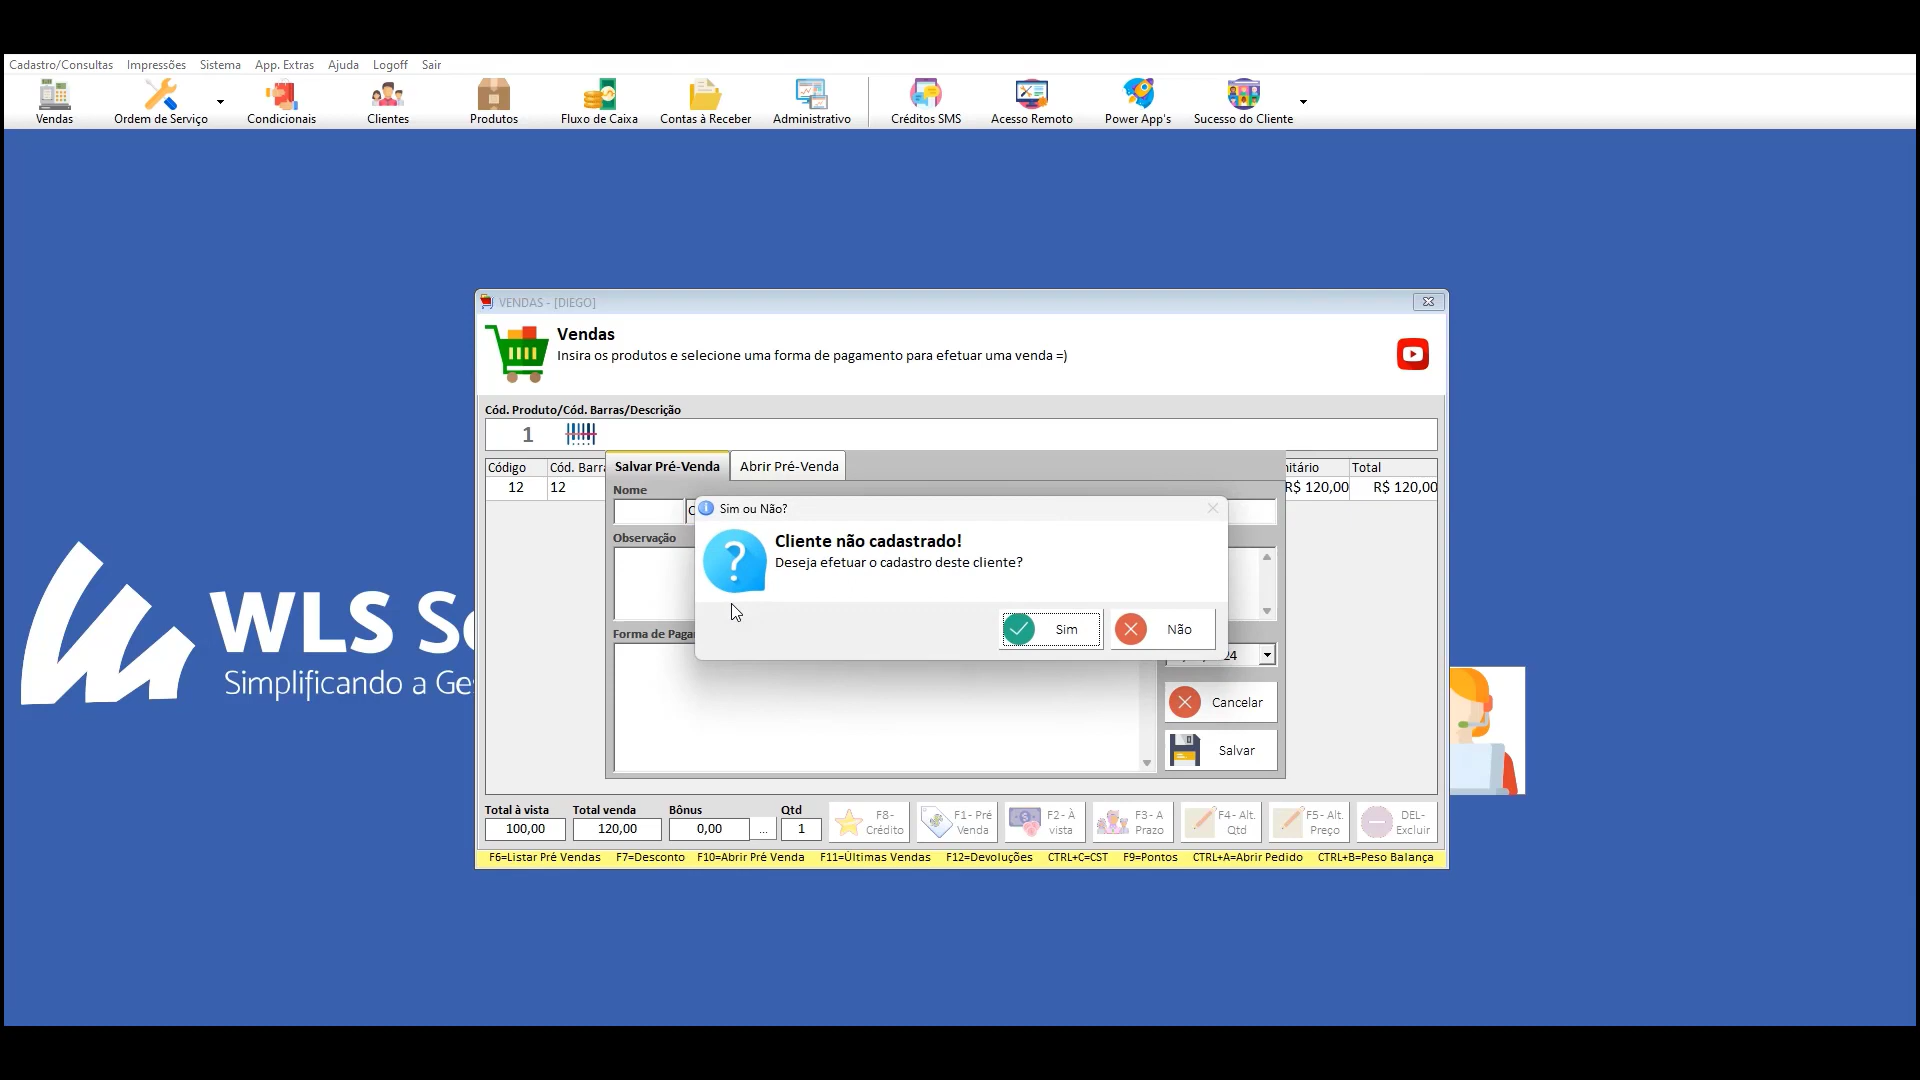 Cadastro/Consultas Impressões Sistema App. Extras Ajuda Logoff Sair
Vendas Ordem de Serviço Condicionais Clientes Produtos Fluxo de Caixa Contas à Receber Administrativo Créditos SMS Acesso Remoto Power App's Sucesso do Cliente
VENDAS - [DIEGO]
Vendas
Insira os produtos e selecione uma forma de pagamento para efetuar uma venda =)
Cód. Produto/Cód. Barras/Descrição
1
Código Cód. Barra Salvar Pré-Venda Abrir Pré-Venda Total
12 12 R$ 120,00 R$ 120,00
Nome
Sim ou Não?
Observação
Cliente não cadastrado!
Deseja efetuar o cadastro deste cliente?
Sim Não
Forma de Pagar
24
Cancelar
Salvar
WLS
Simplificando a Ge
Total à vista Total venda Bônus Qtd
100,00 120,00 0,00 ... 1
F8- Crédito
F1- Pré Venda
F2- À vista
F3- A Prazo
F4- Alt. Qtd
F5- Alt. Preço
DEL- Excluir
F6=Listar Pré Vendas F7=Desconto F10=Abrir Pré Venda F11=Últimas Vendas F12=Devoluções CTRL+C=CST F9=Pontos CTRL+A=Abrir Pedido CTRL+B=Peso Balança